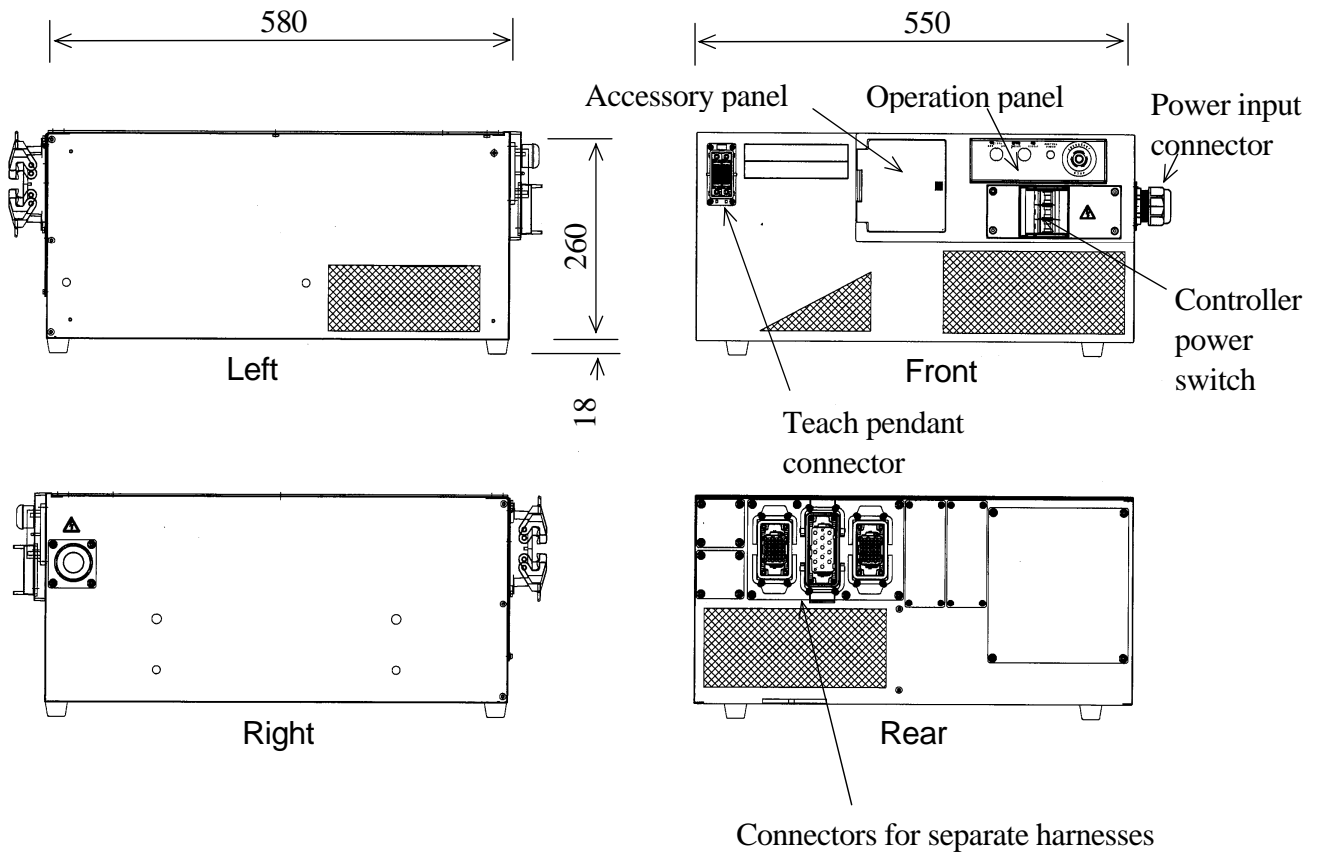 580
550
Accessory panel
Operation panel
Power input
connector
260
18
Left
Front
Controller
power
switch
Teach pendant
connector
Right
Rear
Connectors for separate harnesses